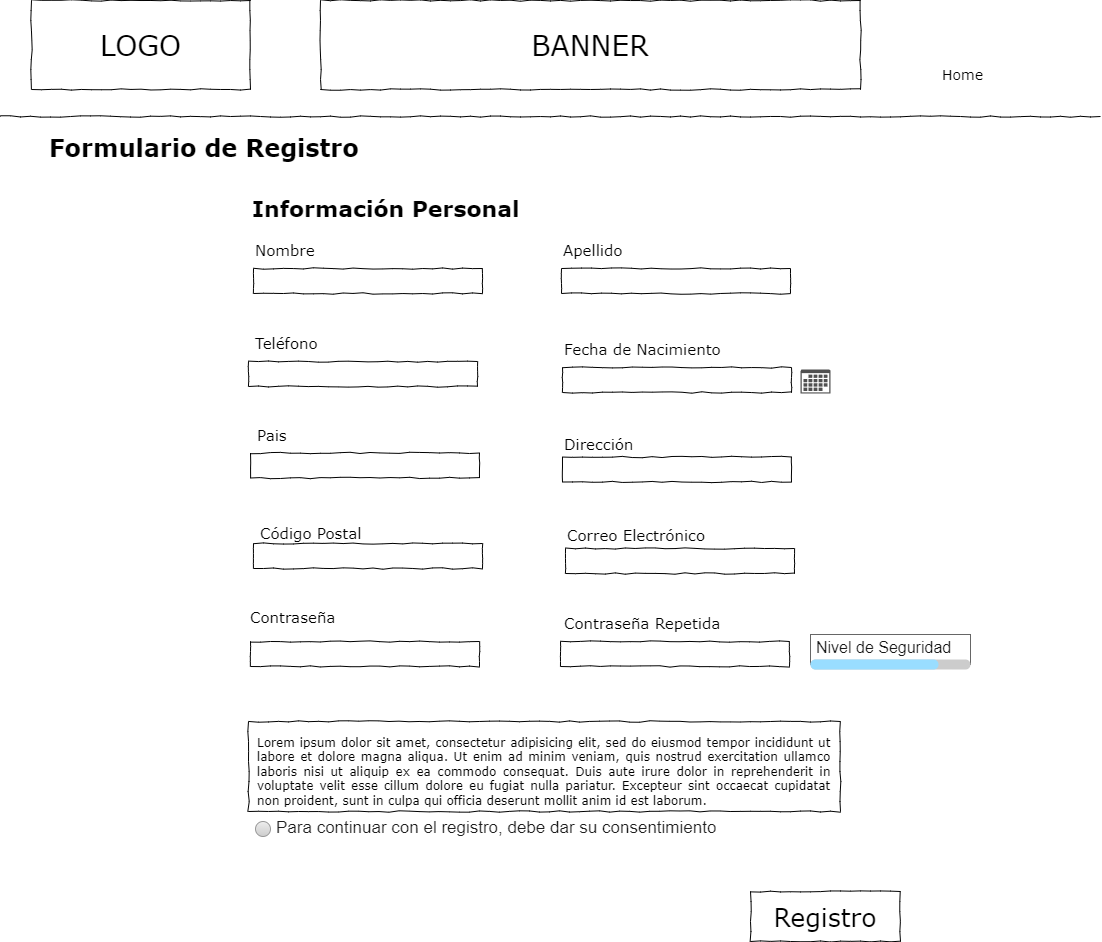 LOGO
BANNER
Home
Formulario de Registro
Información Personal
Nombre
Apellido
Teléfono
Fecha de Nacimiento
Pais
Dirección
Código Postal
Correo Electrónico
Contraseña
Contraseña Repetida
Nivel de Seguridad
Lorem ipsum dolor sit amet, consectetur adipisicing elit, sed do eiusmod tempor incididunt ut
labore et dolore magna aliqua. Ut enim ad minim veniam, quis nostrud exercitation ullamco
laboris nisi ut aliquip ex ea commodo consequat. Duis aute irure dolor in reprehenderit in
voluptate velit esse cillum dolore eu fugiat nulla pariatur. Excepteur sint occaecat cupidatat
non proident, sunt in culpa qui officia deserunt mollit anim id est laborum.
Para continuar con el registro, debe dar su consentimiento
Registro